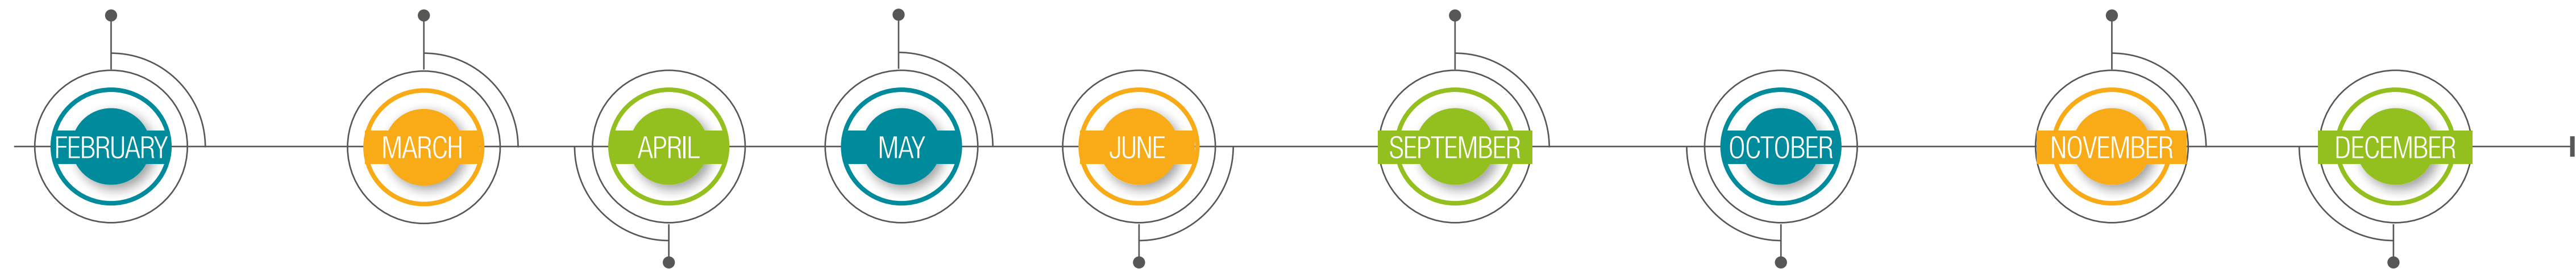 FEBRUARY
MARCH
APRIL
MAY
JUNE
SEPTEMBER
OCTOBER
NOVEMBER
DECEMBER